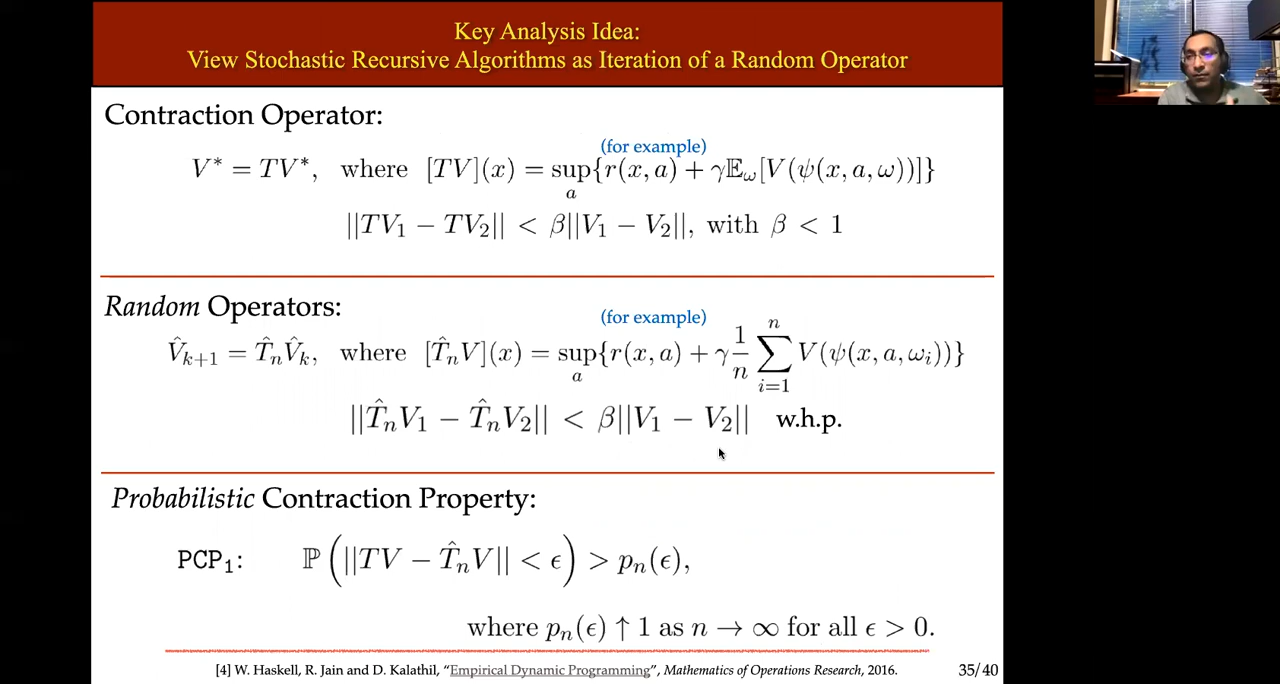 Key Analysis Idea:
View Stochastic Recursive Algorithms as Iteration of a Random Operator
Contraction Operator:
(for example)
V* = TV*, where [TV](x) = sup_a{r(x, a) + γ𝔼_ω[V(ψ(x, a, ω))]}
||TV₁ − TV₂|| < β||V₁ − V₂||, with β < 1
Random Operators:
(for example)
V̂_{k+1} = T̂_n V̂_k, where [T̂_n V](x) = sup_a{r(x, a) + γ 1/n ∑_{i=1}^{n} V(ψ(x, a, ω_i))}
||T̂_n V₁ − T̂_n V₂|| < β||V₁ − V₂|| w.h.p.
Probabilistic Contraction Property:
PCP₁: ℙ(||TV − T̂_n V|| < ϵ) > p_n(ϵ),
where p_n(ϵ) ↑ 1 as n → ∞ for all ϵ > 0.
[4] W. Haskell, R. Jain and D. Kalathil, “Empirical Dynamic Programming”, Mathematics of Operations Research, 2016.
35/40